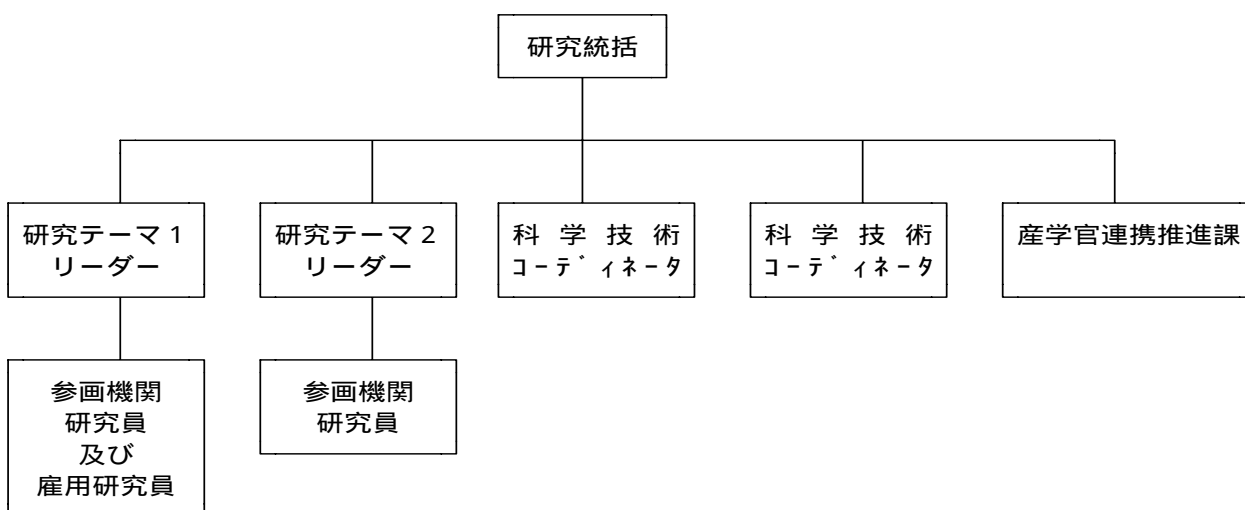 研究統括
研究テーマ1
リーダー
研究テーマ2
リーダー
科学技術
ｺｰﾃﾞｨﾈｰﾀ
科学技術
ｺｰﾃﾞｨﾈｰﾀ
産学官連携推進課
参画機関
研究員
及び
雇用研究員
参画機関
研究員